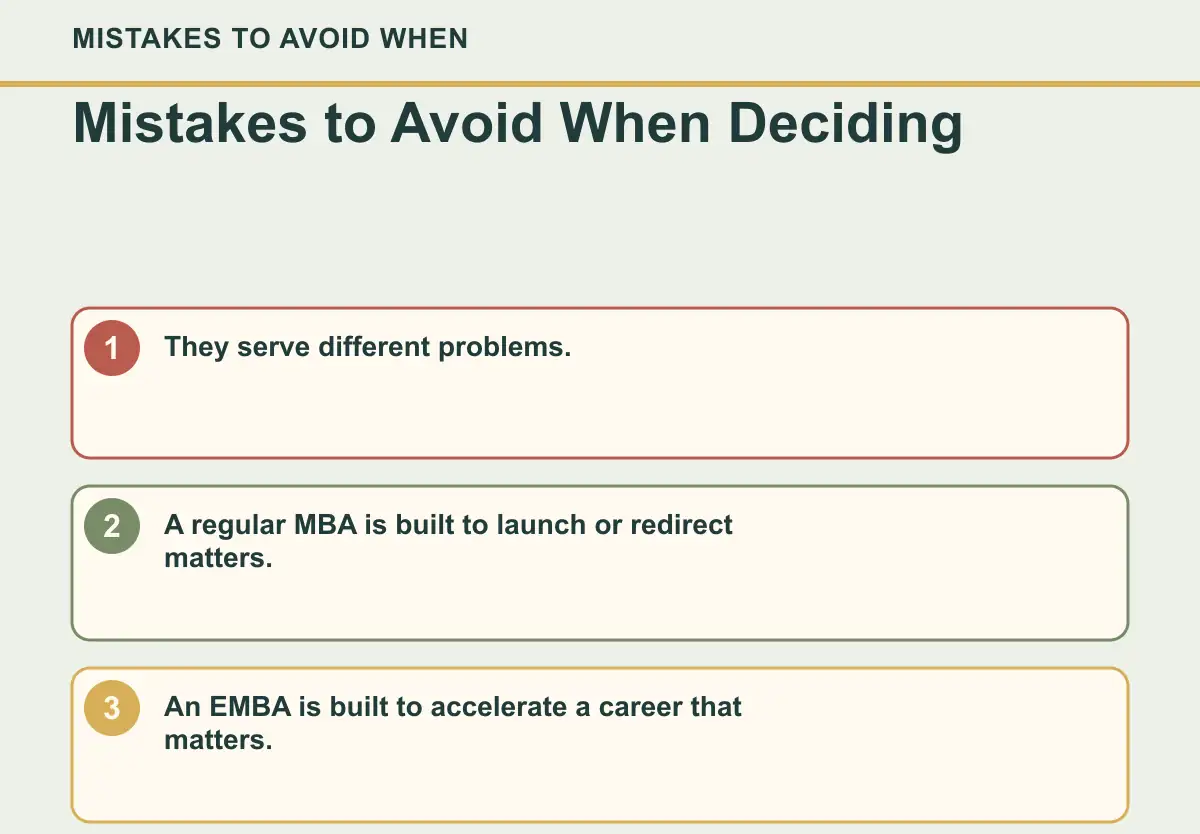 MISTAKES TO AVOID WHEN
Mistakes to Avoid When Deciding
1
They serve different problems.
2
A regular MBA is built to launch or redirect
matters.
3
An EMBA is built to accelerate a career that
matters.